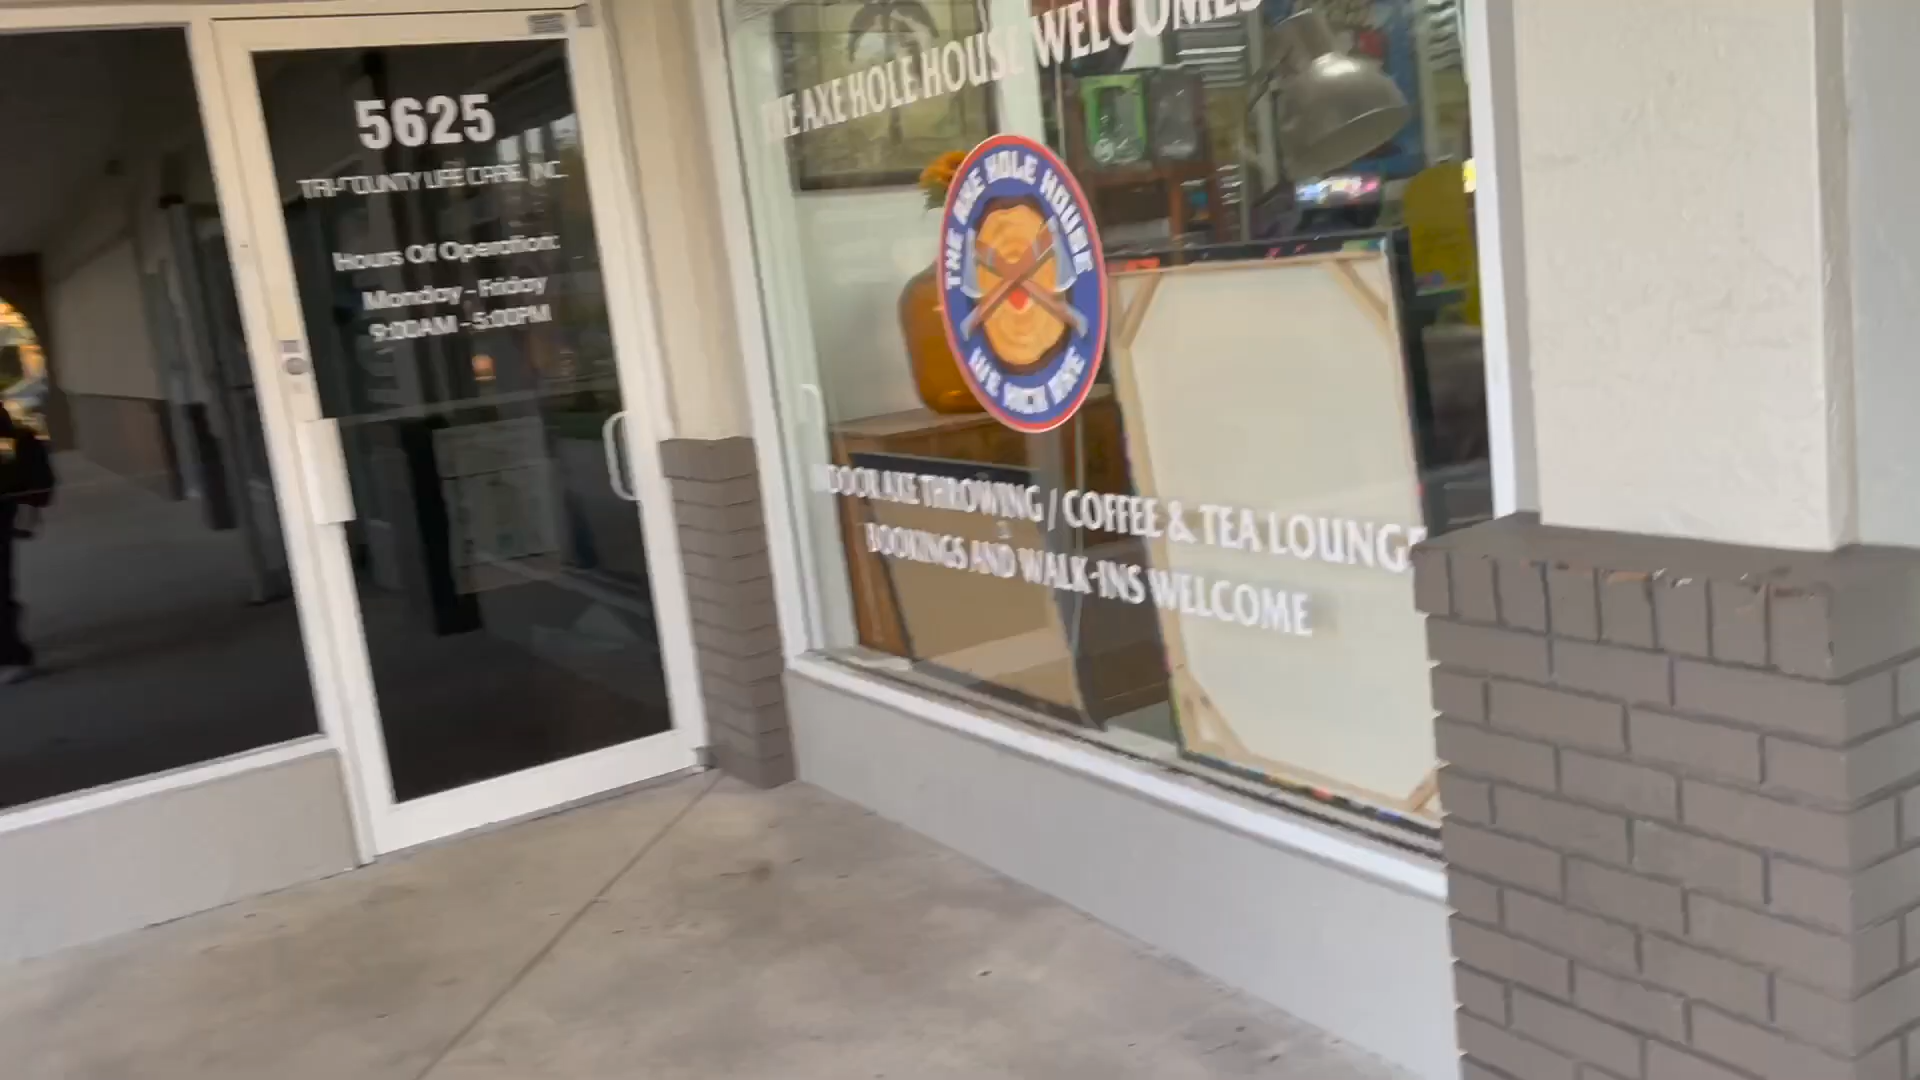 5625
TRI-COUNTY LIFE CARE, INC.
Hours Of Operation:
Monday - Friday
9:00AM - 5:00PM
THE AXE HOLE HOUSE WELCOMES
THE AXE HOLE HOUSE
INDOOR AXE THROWING / COFFEE & TEA LOUNGE
BOOKINGS AND WALK-INS WELCOME